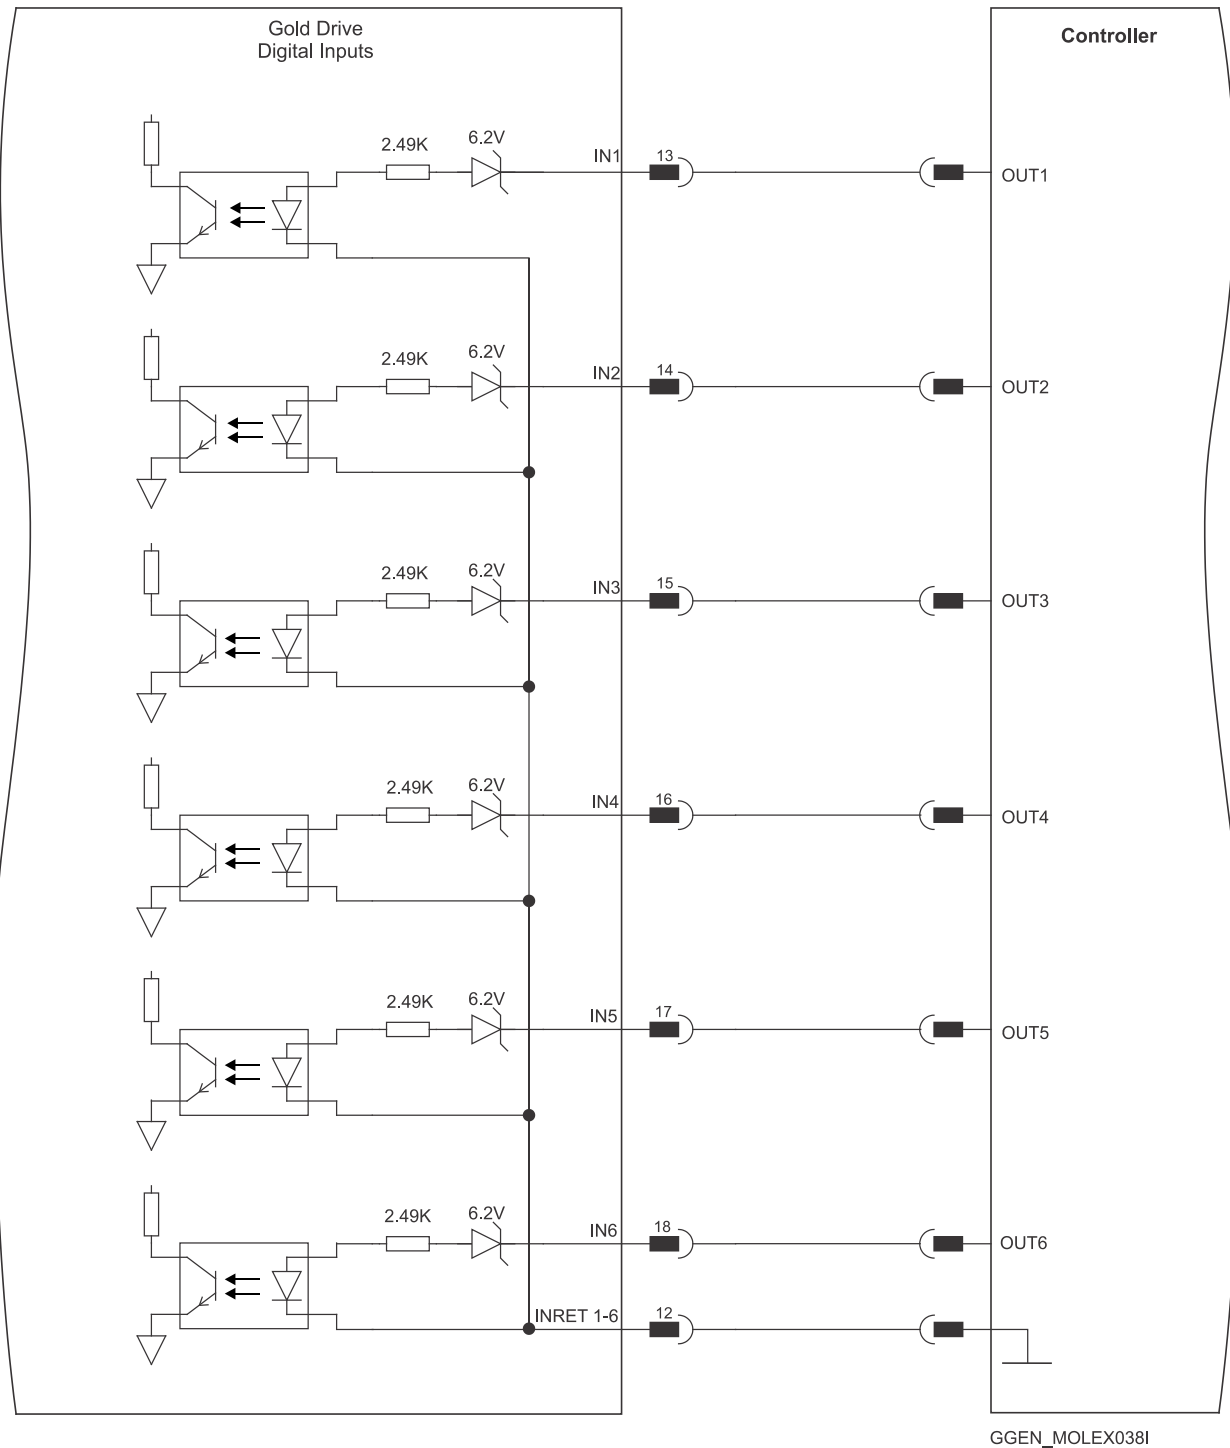 Gold Drive
Digital Inputs
Controller
2.49K
6.2V
IN1
13
OUT1
2.49K
6.2V
IN2
14
OUT2
2.49K
6.2V
IN3
15
OUT3
2.49K
6.2V
IN4
16
OUT4
2.49K
6.2V
IN5
17
OUT5
2.49K
6.2V
IN6
18
OUT6
INRET 1-6
12
GGEN_MOLEX038I